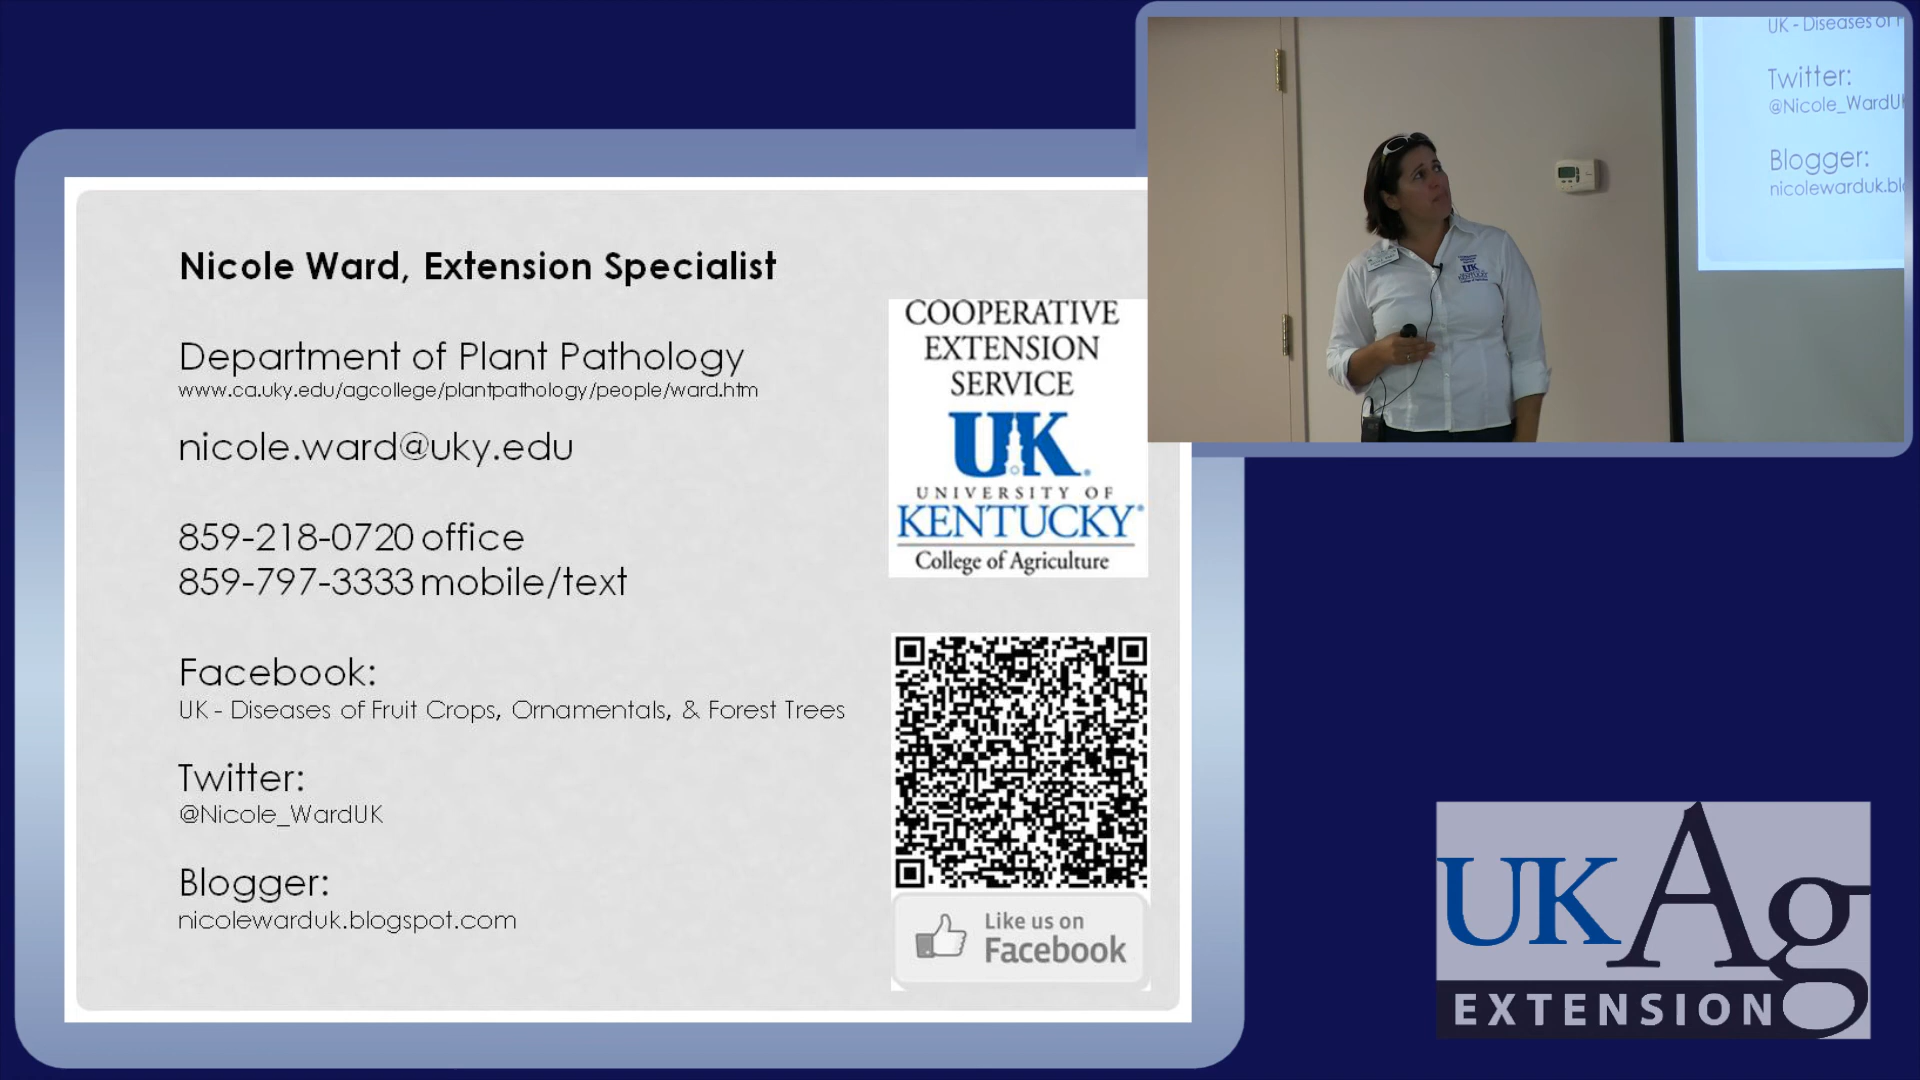 Nicole Ward, Extension Specialist
Department of Plant Pathology
www.ca.uky.edu/agcollege/plantpathology/people/ward.htm
nicole.ward@uky.edu
859-218-0720 office
859-797-3333 mobile/text
Facebook:
UK - Diseases of Fruit Crops, Ornamentals, & Forest Trees
Twitter:
@Nicole_WardUK
Blogger:
nicolewarduk.blogspot.com
COOPERATIVE
EXTENSION
SERVICE
UK
UNIVERSITY OF
KENTUCKY
College of Agriculture
Like us on
Facebook
UK - Diseases of
Twitter:
@Nicole_WardU
Blogger:
nicolewarduk.bl
UK
UK Ag
EXTENSION